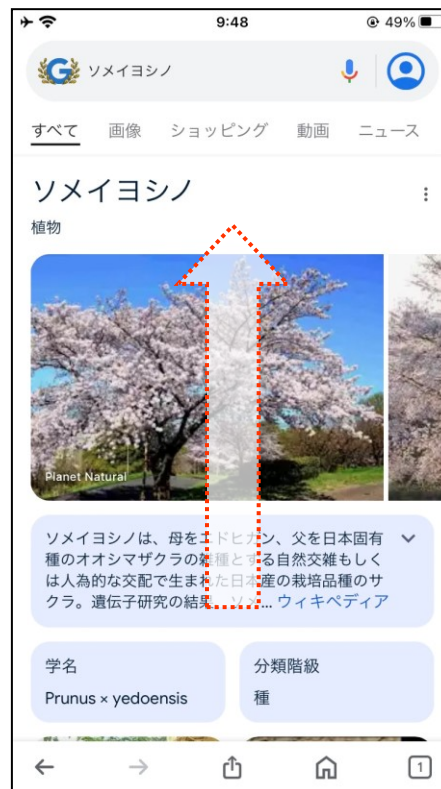 9:48
49%
ソメイヨシノ
すべて 画像 ショッピング 動画 ニュース
ソメイヨシノ
植物
Planet Natural
ソメイヨシノは、母をエドヒガン、父を日本固有
種のオオシマザクラの雑種とする自然交雑もしく
は人為的な交配で生まれた日本産の栽培品種のサ
クラ。遺伝子研究の結果、ソメ... ウィキペディア
学名
Prunus × yedoensis
分類階級
種
1